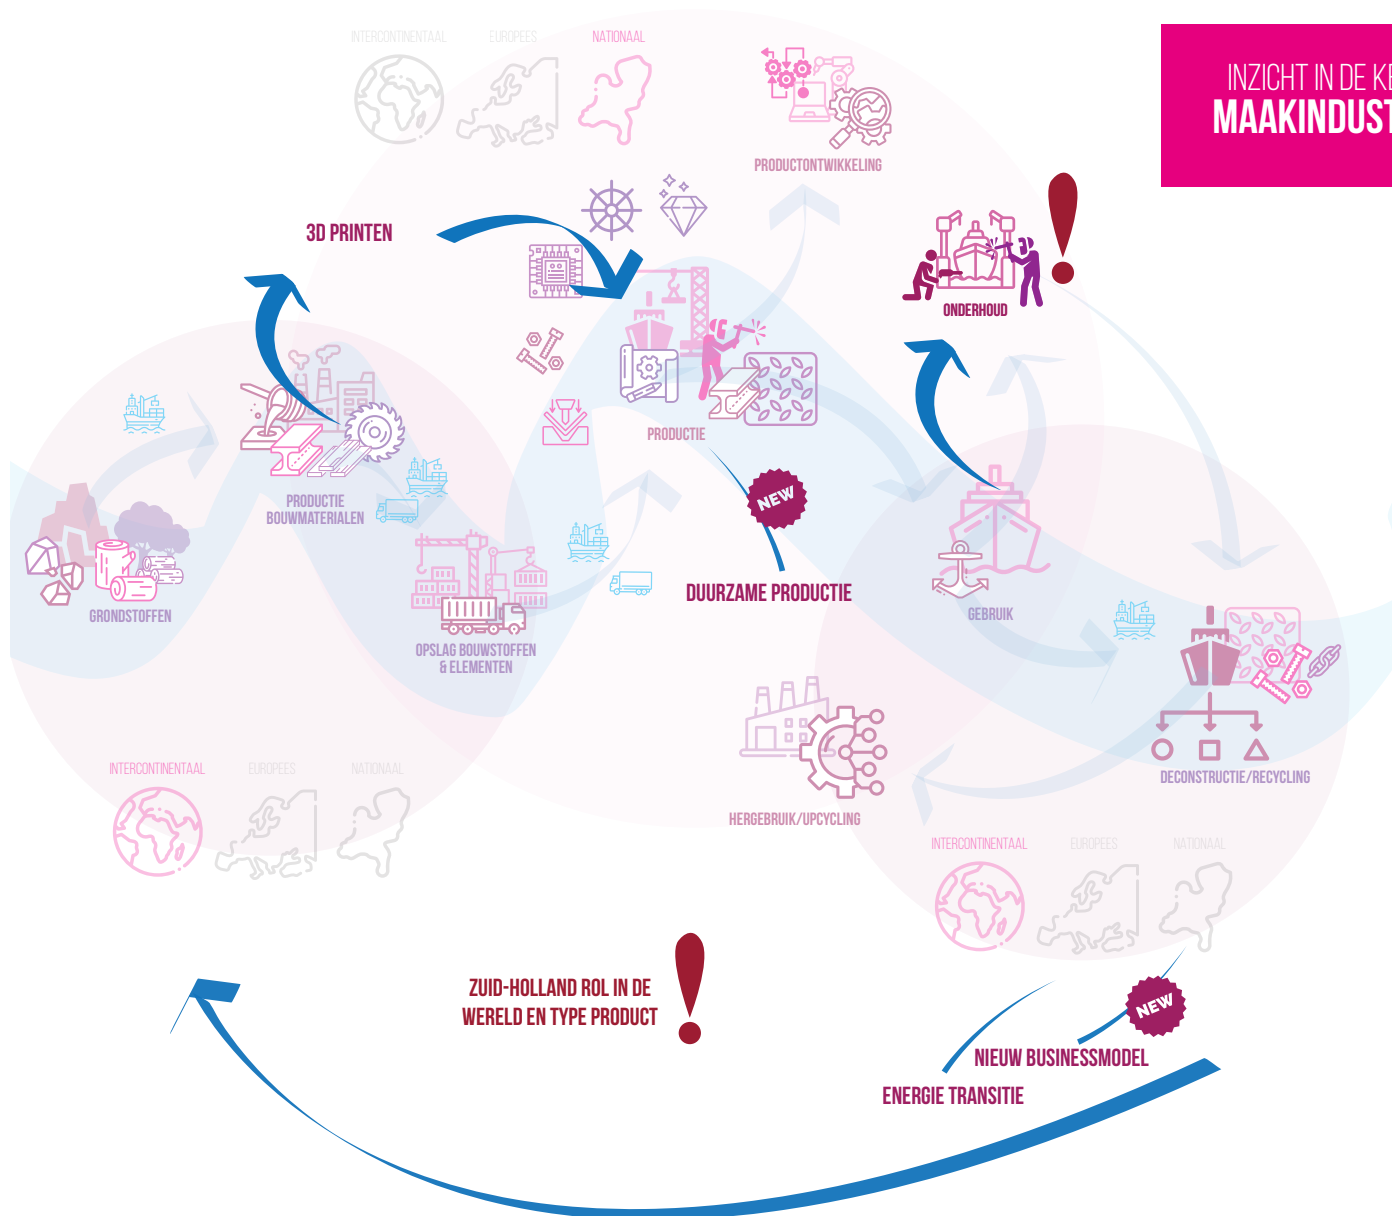 INTERCONTINENTAAL
EUROPEES
NATIONAAL
INZICHT IN DE
MAAKINDUST
PRODUCTONTWIKKELING
3D PRINTEN
ONDERHOUD
PRODUCTIE
PRODUCTIE
BOUWMATERIALEN
NEW
DUURZAME PRODUCTIE
GRONDSTOFFEN
GEBRUIK
OPSLAG BOUWSTOFFEN
& ELEMENTEN
INTERCONTINENTAAL
EUROPEES
NATIONAAL
DECONSTRUCTIE/RECYCLING
HERGEBRUIK/UPCYCLING
INTERCONTINENTAAL
EUROPEES
NATIONAAL
ZUID-HOLLAND ROL IN DE
WERELD EN TYPE PRODUCT
NEW
NIEUW BUSINESSMODEL
ENERGIE TRANSITIE